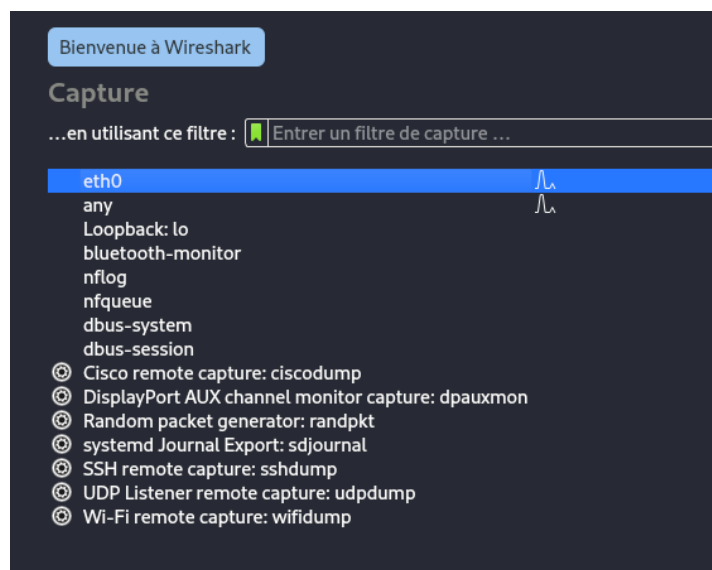 Bienvenue à Wireshark
Capture
…en utilisant ce filtre : Entrer un filtre de capture …
eth0
any
Loopback: lo
bluetooth-monitor
nflog
nfqueue
dbus-system
dbus-session
Cisco remote capture: ciscodump
DisplayPort AUX channel monitor capture: dpauxmon
Random packet generator: randpkt
systemd Journal Export: sdjournal
SSH remote capture: sshdump
UDP Listener remote capture: udpdump
Wi-Fi remote capture: wifidump